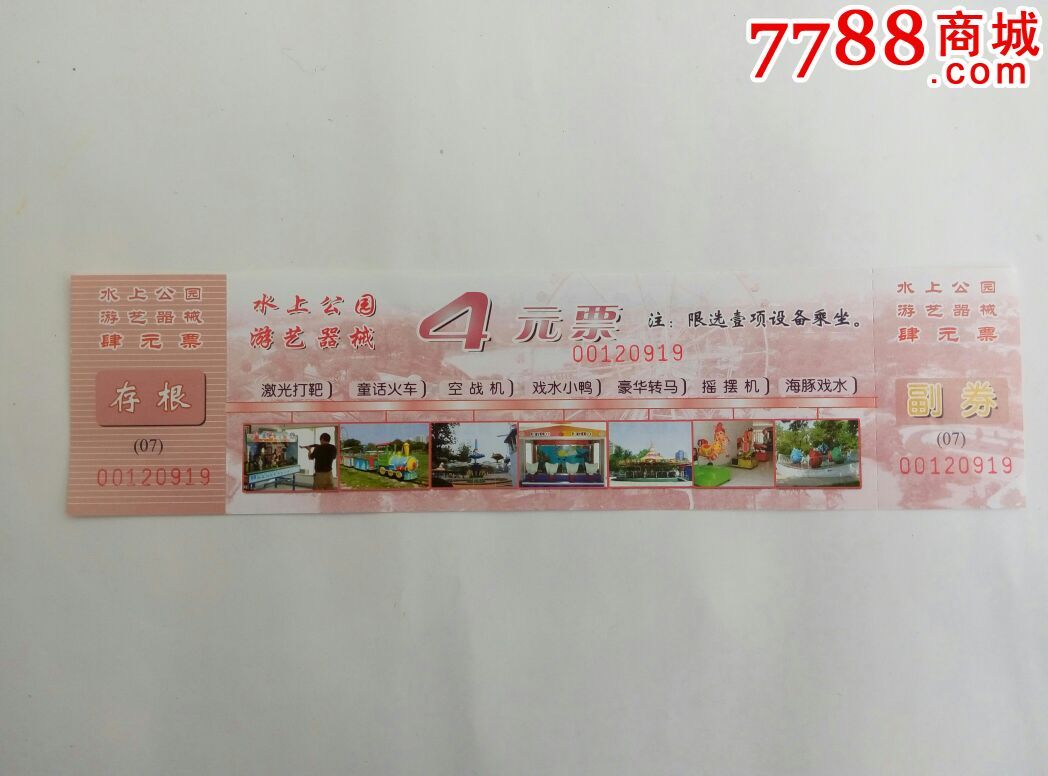 7788商城
.com
水上公园
游艺器械
肆元票
存根
(07)
00120919
水上公园
游艺器械
4元票
注：限选壹项设备乘坐。
00120919
激光打靶 童话火车 空战机 戏水小鸭 豪华转马 摇摆机 海豚戏水
水上公园
游艺器械
肆元票
副券
(07)
00120919